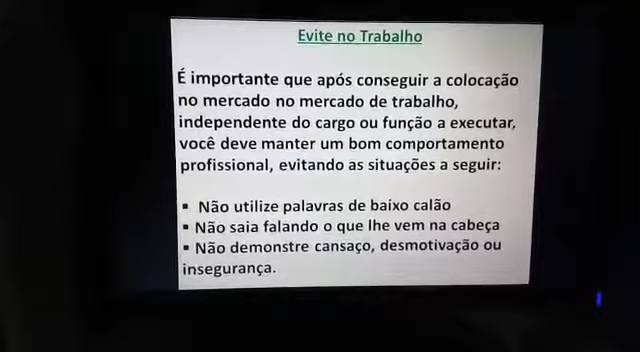 Evite no Trabalho
É importante que após conseguir a colocação
no mercado no mercado de trabalho,
independente do cargo ou função a executar,
você deve manter um bom comportamento
profissional, evitando as situações a seguir:
▪ Não utilize palavras de baixo calão
▪ Não saia falando o que lhe vem na cabeça
▪ Não demonstre cansaço, desmotivação ou
insegurança.